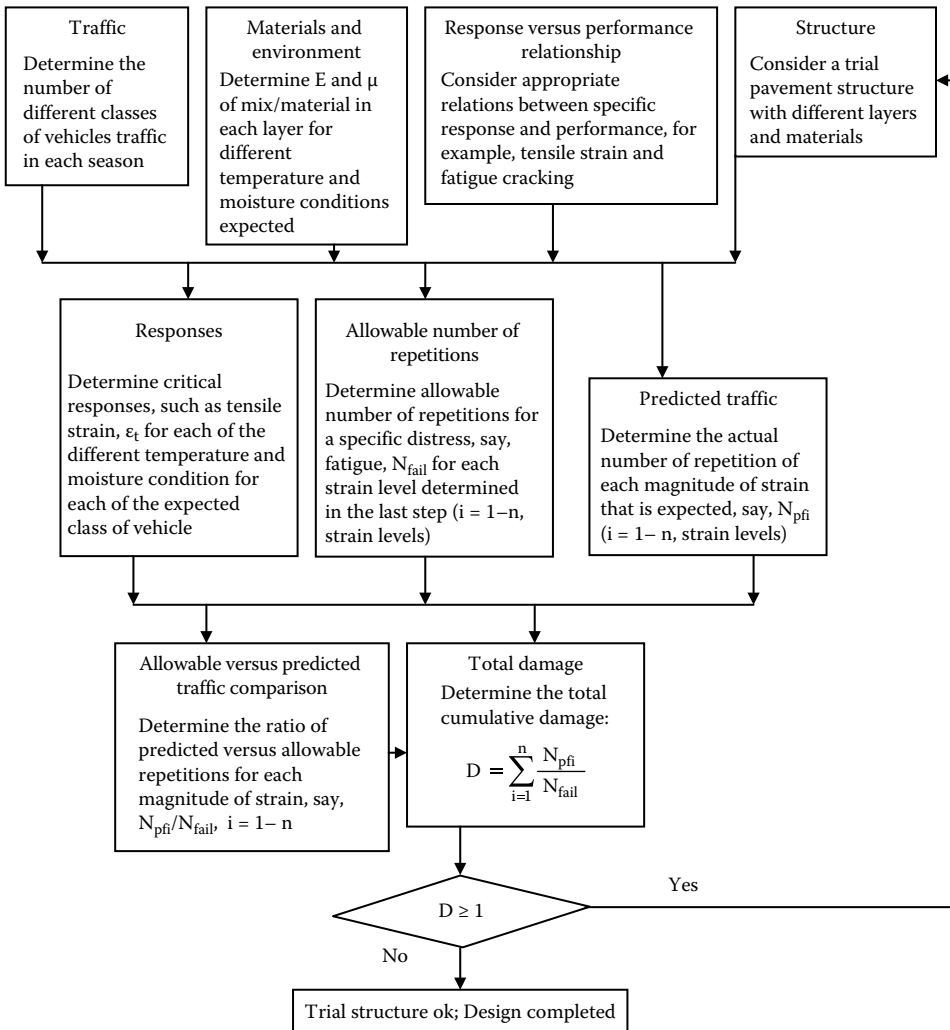 Traffic
Determine the
number of
different classes
of vehicles traffic
in each season
Materials and
environment
Determine E and μ
of mix/material in
each layer for
different
temperature and
moisture conditions
expected
Response versus performance
relationship
Consider appropriate
relations between specific
response and performance, for
example, tensile strain and
fatigue cracking
Structure
Consider a trial
pavement structure
with different layers
and materials
Responses
Determine critical
responses, such as tensile
strain, εt for each of the
different temperature and
moisture condition for
each of the expected
class of vehicle
Allowable number of
repetitions
Determine allowable
number of repetitions for
a specific distress, say,
fatigue, Nfail for each
strain level determined
in the last step (i = 1–n,
strain levels)
Predicted traffic
Determine the actual
number of repetition of
each magnitude of strain
that is expected, say, Npfi
(i = 1– n, strain levels)
Allowable versus predicted
traffic comparison
Determine the ratio of
predicted versus allowable
repetitions for each
magnitude of strain, say,
Npfi/Nfail, i = 1– n
Total damage
Determine the total
cumulative damage:
D = ∑ i=1 n Npfi/Nfail
D ≥ 1
Yes
No
Trial structure ok; Design completed